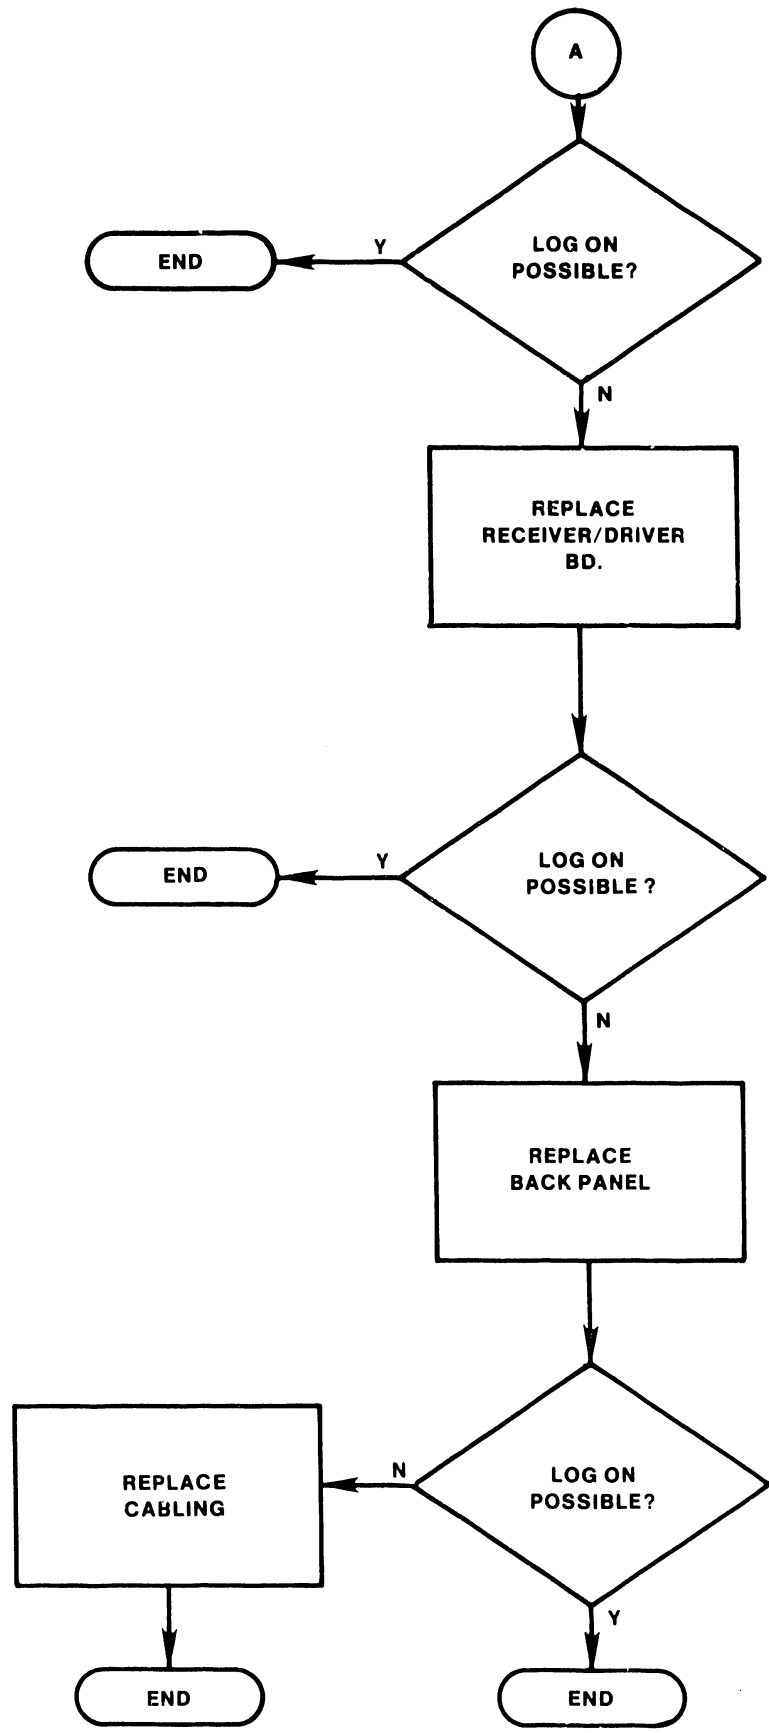 A
LOG ON
POSSIBLE?
Y
END
N
REPLACE
RECEIVER/DRIVER
BD.
LOG ON
POSSIBLE ?
Y
END
N
REPLACE
BACK PANEL
LOG ON
POSSIBLE?
N
REPLACE
CABLING
Y
END
END